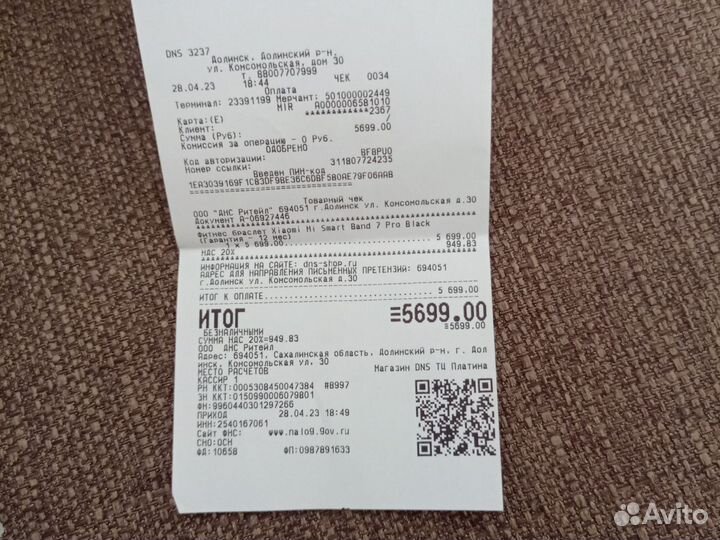 DNS 3237
Долинск, Долинский р-н,
ул. Комсомольская, дом 30
т. 88007707999
28.04.23 18:44 ЧЕК 0034
Оплата
Терминал: 23391199 Мерчант: 501000002449
MIR A0000006581010
Карта:(E) ************2367
Клиент: /
Сумма (Руб): 5699.00
Комиссия за операцию - 0 Руб.
ОДОБРЕНО
Код авторизации: BF8PU0
Номер ссылки: 311807724235
Введен ПИН-код
1EA3039169F1C83DF9BE36C6DBF5B0AE79F06AAB
==============================
Товарный чек
ООО "ДНС Ритейл" 694051 г.Долинск ул. Комсомольская д.30
Документ А-06927446
Фитнес браслет Xiaomi Mi Smart Band 7 Pro Black
(Гарантия - 12 мес)
1 x 5 699.00 5 699.00
НДС 20% 949.83
ИНФОРМАЦИЯ НА САЙТЕ: dns-shop.ru
АДРЕС ДЛЯ НАПРАВЛЕНИЯ ПИСЬМЕННЫХ ПРЕТЕНЗИЙ: 694051
г.Долинск ул. Комсомольская д.30
ИТОГ К ОПЛАТЕ 5 699.00
ИТОГ ≡5699.00
БЕЗНАЛИЧНЫМИ ≡5699.00
СУММА НДС 20%=949.83
ООО ДНС Ритейл
Адрес: 694051, Сахалинская область, Долинский р-н, г. Дол
инск, Комсомольская ул, 30
МЕСТО РАСЧЕТОВ Магазин DNS ТЦ Платина
КАССИР 1
РН ККТ:0005308450047384 #8997
ЗН ККТ:0150990006079801
ФН:9960440301297266
ПРИХОД 28.04.23 18:49
ИНН:2540167061
Сайт ФНС: www.nalog.gov.ru
СНО:ОСН
ФД:10658 ФП:0987891633
Avito